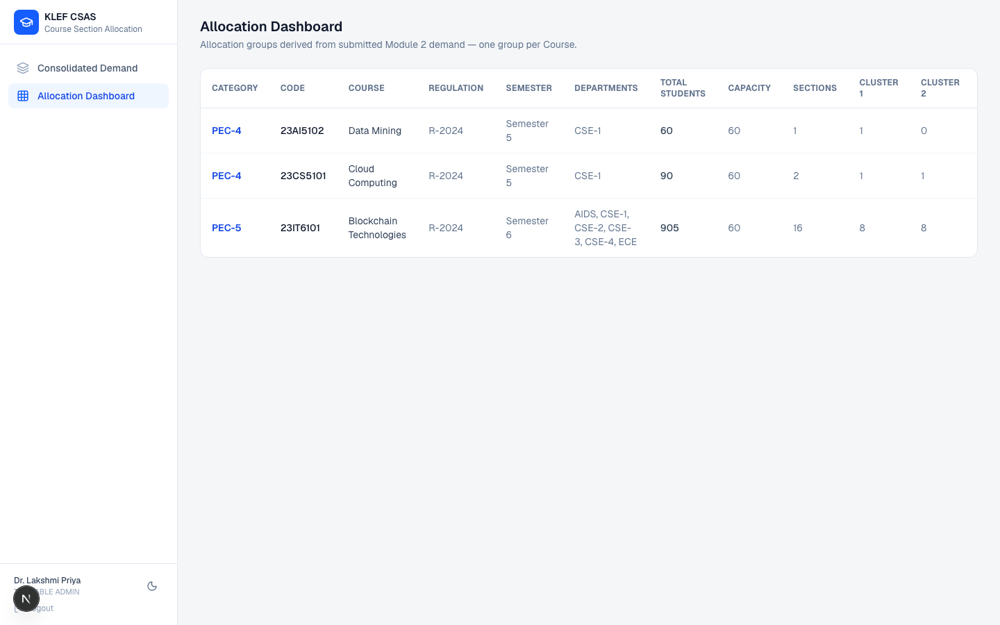 KLEF CSAS
Course Section Allocation
Consolidated Demand
Allocation Dashboard
Dr. Lakshmi Priya
ABLE ADMIN
gout
N
Allocation Dashboard
Allocation groups derived from submitted Module 2 demand — one group per Course.
CATEGORY CODE COURSE REGULATION SEMESTER DEPARTMENTS TOTAL STUDENTS CAPACITY SECTIONS CLUSTER 1 CLUSTER 2
PEC-4 23AI5102 Data Mining R-2024 Semester 5 CSE-1 60 60 1 1 0
PEC-4 23CS5101 Cloud Computing R-2024 Semester 5 CSE-1 90 60 2 1 1
PEC-5 23IT6101 Blockchain Technologies R-2024 Semester 6 AIDS, CSE-1, CSE-2, CSE-3, CSE-4, ECE 905 60 16 8 8